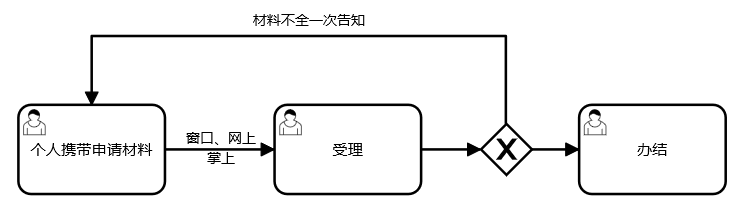 材料不全一次告知
个人携带申请材料
窗口、网上
掌上
受理
X
办结